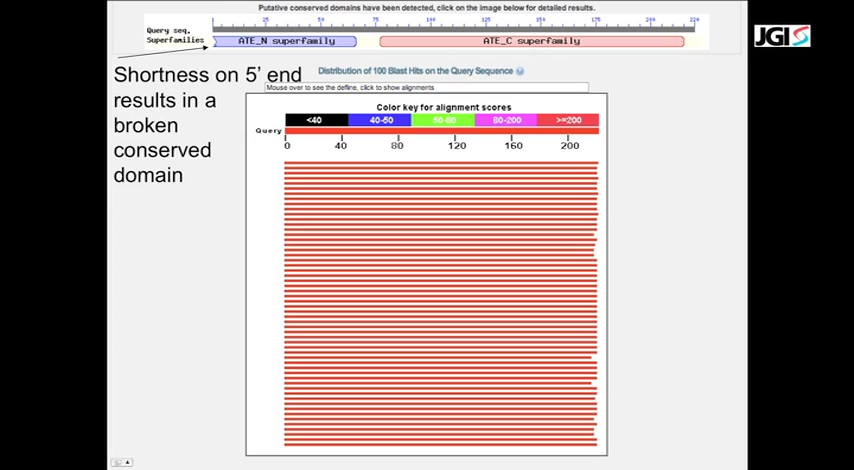 Putative conserved domains have been detected, click on the image below for detailed results.
1 25 50 75 100 125 150 175 200 220
Query seq.
Superfamilies ATE_N superfamily ATE_C superfamily
JGI
Shortness on 5’ end
results in a
broken
conserved
domain
Distribution of 100 Blast Hits on the Query Sequence
Mouse over to see the define, click to show alignments
Color key for alignment scores
<40 40-50 50-80 80-200 >=200
Query
0 40 80 120 160 200